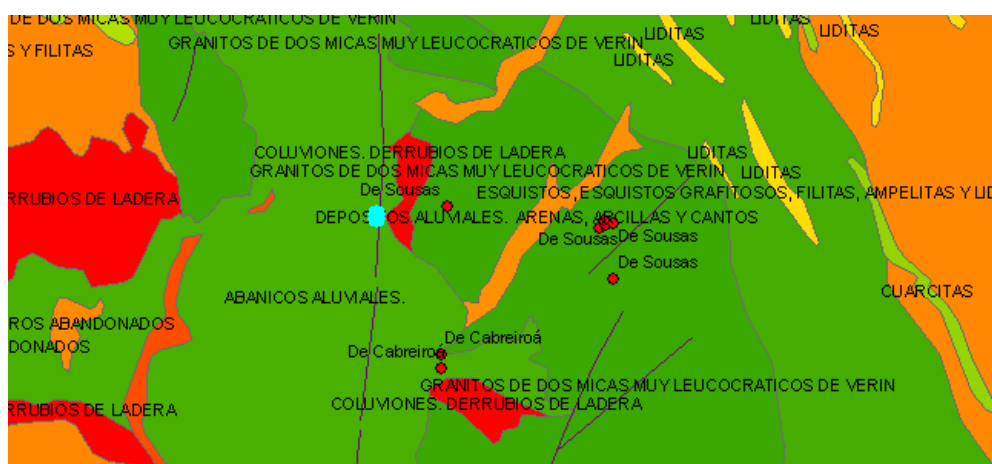 DE DOS MICAS MUY LEUCOCRATICOS DE VERIN
LIDITAS
LIDITAS
GRANITOS DE DOS MICAS MUY LEUCOCRATICOS DE VERIN
LIDITAS
S Y FILITAS
LIDITAS
LIDITAS
COLUVIONES. DERRUBIOS DE LADERA
LIDITAS
GRANITOS DE DOS MICAS MUY LEUCOCRATICOS DE VERIN
LIDITAS
De Sousas
ESQUISTOS, ESQUISTOS GRAFITOSOS, FILITAS, AMPELITAS Y LID
RRUBIOS DE LADERA
DEPOSITOS ALUVIALES. ARENAS, ARCILLAS Y CANTOS
De Sousas
De Sousas
De Sousas
CUARCITAS
ABANICOS ALUVIALES.
ROS ABANDONADOS
De Cabreiroá
DONADOS
De Cabreiroá
GRANITOS DE DOS MICAS MUY LEUCOCRATICOS DE VERIN
COLUVIONES. DERRUBIOS DE LADERA
RRUBIOS DE LADERA